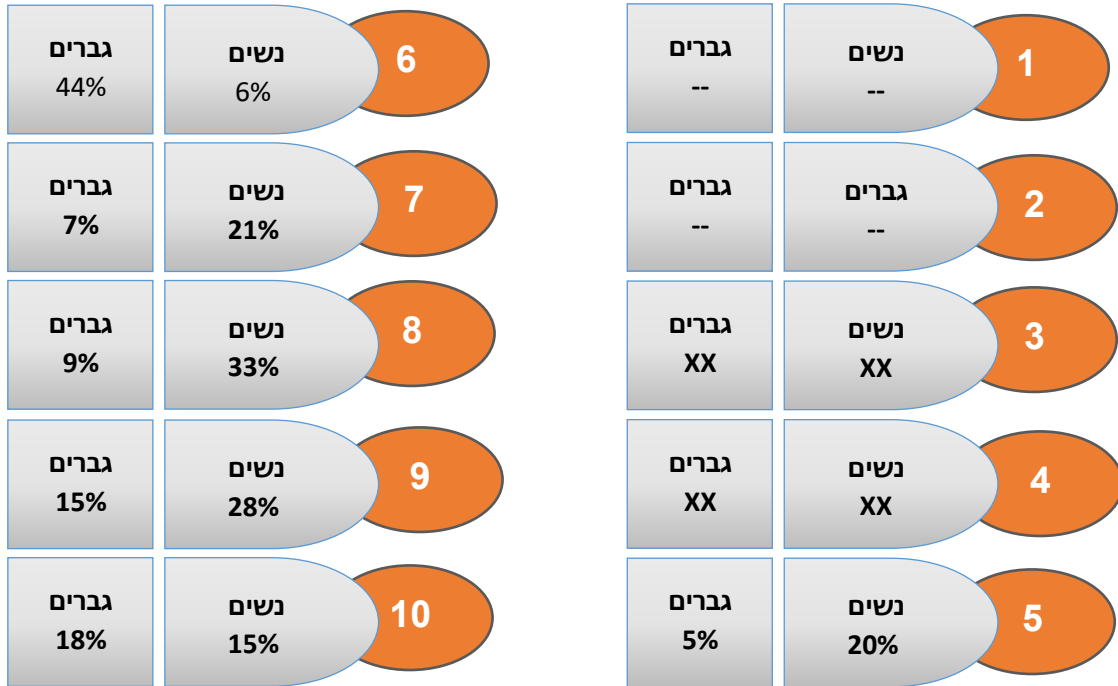 1
נשים
--
גברים
--
2
גברים
--
גברים
--
3
נשים
XX
גברים
XX
4
נשים
XX
גברים
XX
5
נשים
20%
גברים
5%
6
נשים
6%
גברים
44%
7
נשים
21%
גברים
7%
8
נשים
33%
גברים
9%
9
נשים
28%
גברים
15%
10
נשים
15%
גברים
18%